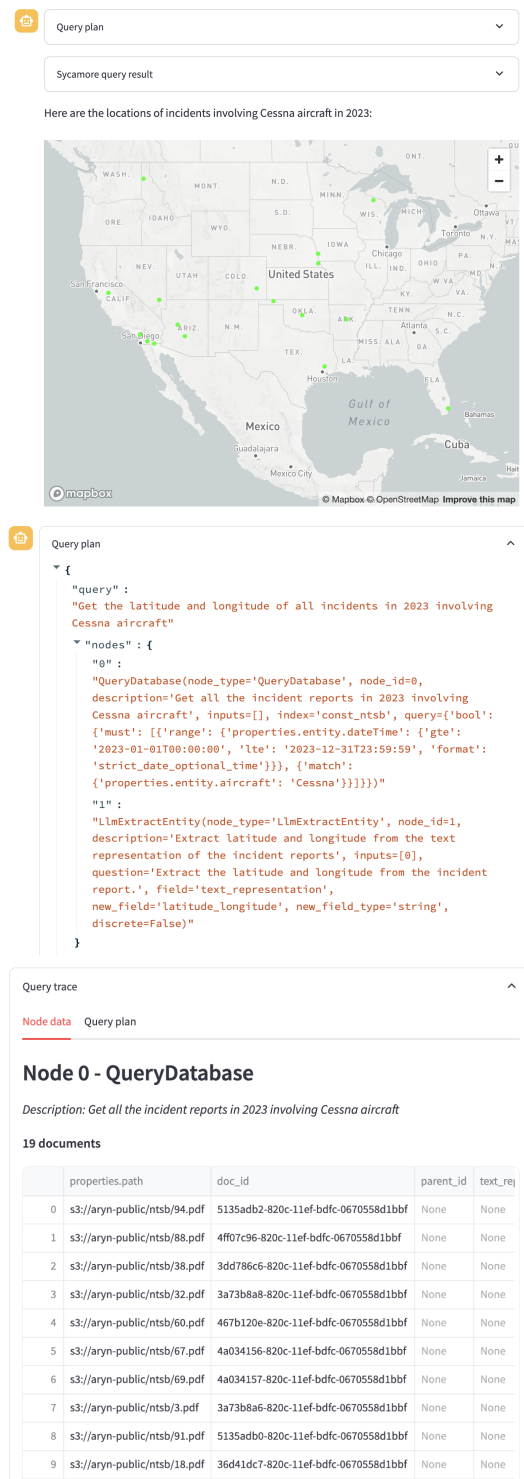 Query plan
Sycamore query result
Here are the locations of incidents involving Cessna aircraft in 2023:
ONT.
WASH.
MONT.
N.D.
MINN.
Ottawa
VT
ORE.
IDAHO
S.D.
WIS.
MICH.
Toronto
N.Y.
MA
WYO.
NEBR.
IOWA
Chicago
PA.
NEV.
UTAH
COLO.
United States
ILL.
IND.
OHIO
MD.
N.J.
San Francisco
CALIF.
W.VA.
KY.
VA.
OKLA.
TENN.
N.C.
San Diego
ARIZ
N.M.
ARK.
Atlanta
S.C.
TEX.
MISS
ALA.
GA.
LA.
Houston
FLA.
Gulf of
Mexico
Bahamas
Mexico
Cuba
Guadalajara
Mexico City
Hait
Jamaica
mapbox
© Mapbox © OpenStreetMap Improve this map
Query plan
{
"query" :
"Get the latitude and longitude of all incidents in 2023 involving
Cessna aircraft"
"nodes" : {
"0" :
"QueryDatabase(node_type='QueryDatabase', node_id=0,
description='Get all the incident reports in 2023 involving
Cessna aircraft', inputs=[], index='const_ntsb', query={'bool':
{'must': [{'range': {'properties.entity.dateTime': {'gte':
'2023-01-01T00:00:00', 'lte': '2023-12-31T23:59:59', 'format':
'strict_date_optional_time'}}}, {'match':
{'properties.entity.aircraft': 'Cessna'}}]}})"
"1" :
"LlmExtractEntity(node_type='LlmExtractEntity', node_id=1,
description='Extract latitude and longitude from the text
representation of the incident reports', inputs=[0],
question='Extract the latitude and longitude from the incident
report.', field='text_representation',
new_field='latitude_longitude', new_field_type='string',
discrete=False)"
}
Query trace
Node data Query plan
Node 0 - QueryDatabase
Description: Get all the incident reports in 2023 involving Cessna aircraft
19 documents
properties.path doc_id parent_id text_rep
0 s3://aryn-public/ntsb/94.pdf 5135adb2-820c-11ef-bdfc-0670558d1bbf None None
1 s3://aryn-public/ntsb/88.pdf 4ff07c96-820c-11ef-bdfc-0670558d1bbf None None
2 s3://aryn-public/ntsb/38.pdf 3dd786c6-820c-11ef-bdfc-0670558d1bbf None None
3 s3://aryn-public/ntsb/32.pdf 3a73b8a8-820c-11ef-bdfc-0670558d1bbf None None
4 s3://aryn-public/ntsb/60.pdf 467b120e-820c-11ef-bdfc-0670558d1bbf None None
5 s3://aryn-public/ntsb/67.pdf 4a034156-820c-11ef-bdfc-0670558d1bbf None None
6 s3://aryn-public/ntsb/69.pdf 4a034157-820c-11ef-bdfc-0670558d1bbf None None
7 s3://aryn-public/ntsb/3.pdf 3a73b8a6-820c-11ef-bdfc-0670558d1bbf None None
8 s3://aryn-public/ntsb/91.pdf 5135adb0-820c-11ef-bdfc-0670558d1bbf None None
9 s3://aryn-public/ntsb/18.pdf 36d41dc7-820c-11ef-bdfc-0670558d1bbf None None